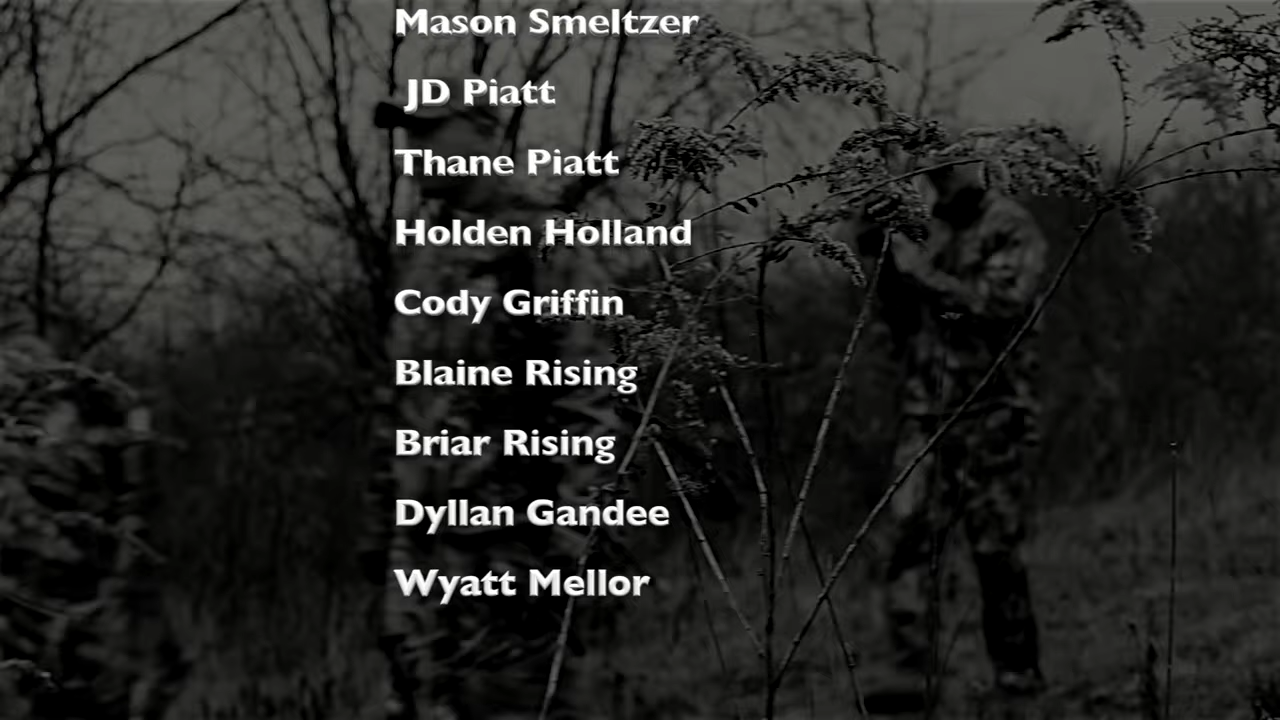 Mason Smeltzer
JD Piatt
Thane Piatt
Holden Holland
Cody Griffin
Blaine Rising
Briar Rising
Dyllan Gandee
Wyatt Mellor